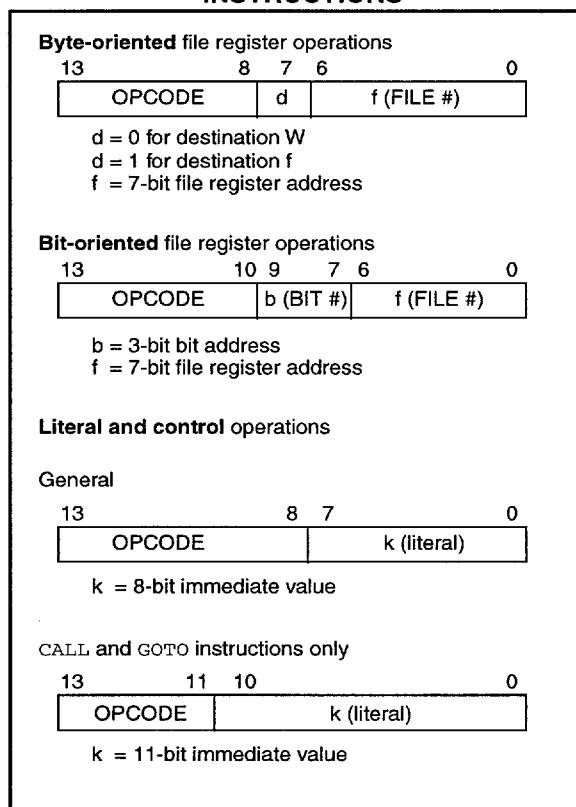 INSTRUCTIONS
Byte-oriented file register operations
13 8 7 6 0
OPCODE d f (FILE #)
d = 0 for destination W
d = 1 for destination f
f = 7-bit file register address
Bit-oriented file register operations
13 10 9 7 6 0
OPCODE b (BIT #) f (FILE #)
b = 3-bit bit address
f = 7-bit file register address
Literal and control operations
General
13 8 7 0
OPCODE k (literal)
k = 8-bit immediate value
CALL and GOTO instructions only
13 11 10 0
OPCODE k (literal)
k = 11-bit immediate value